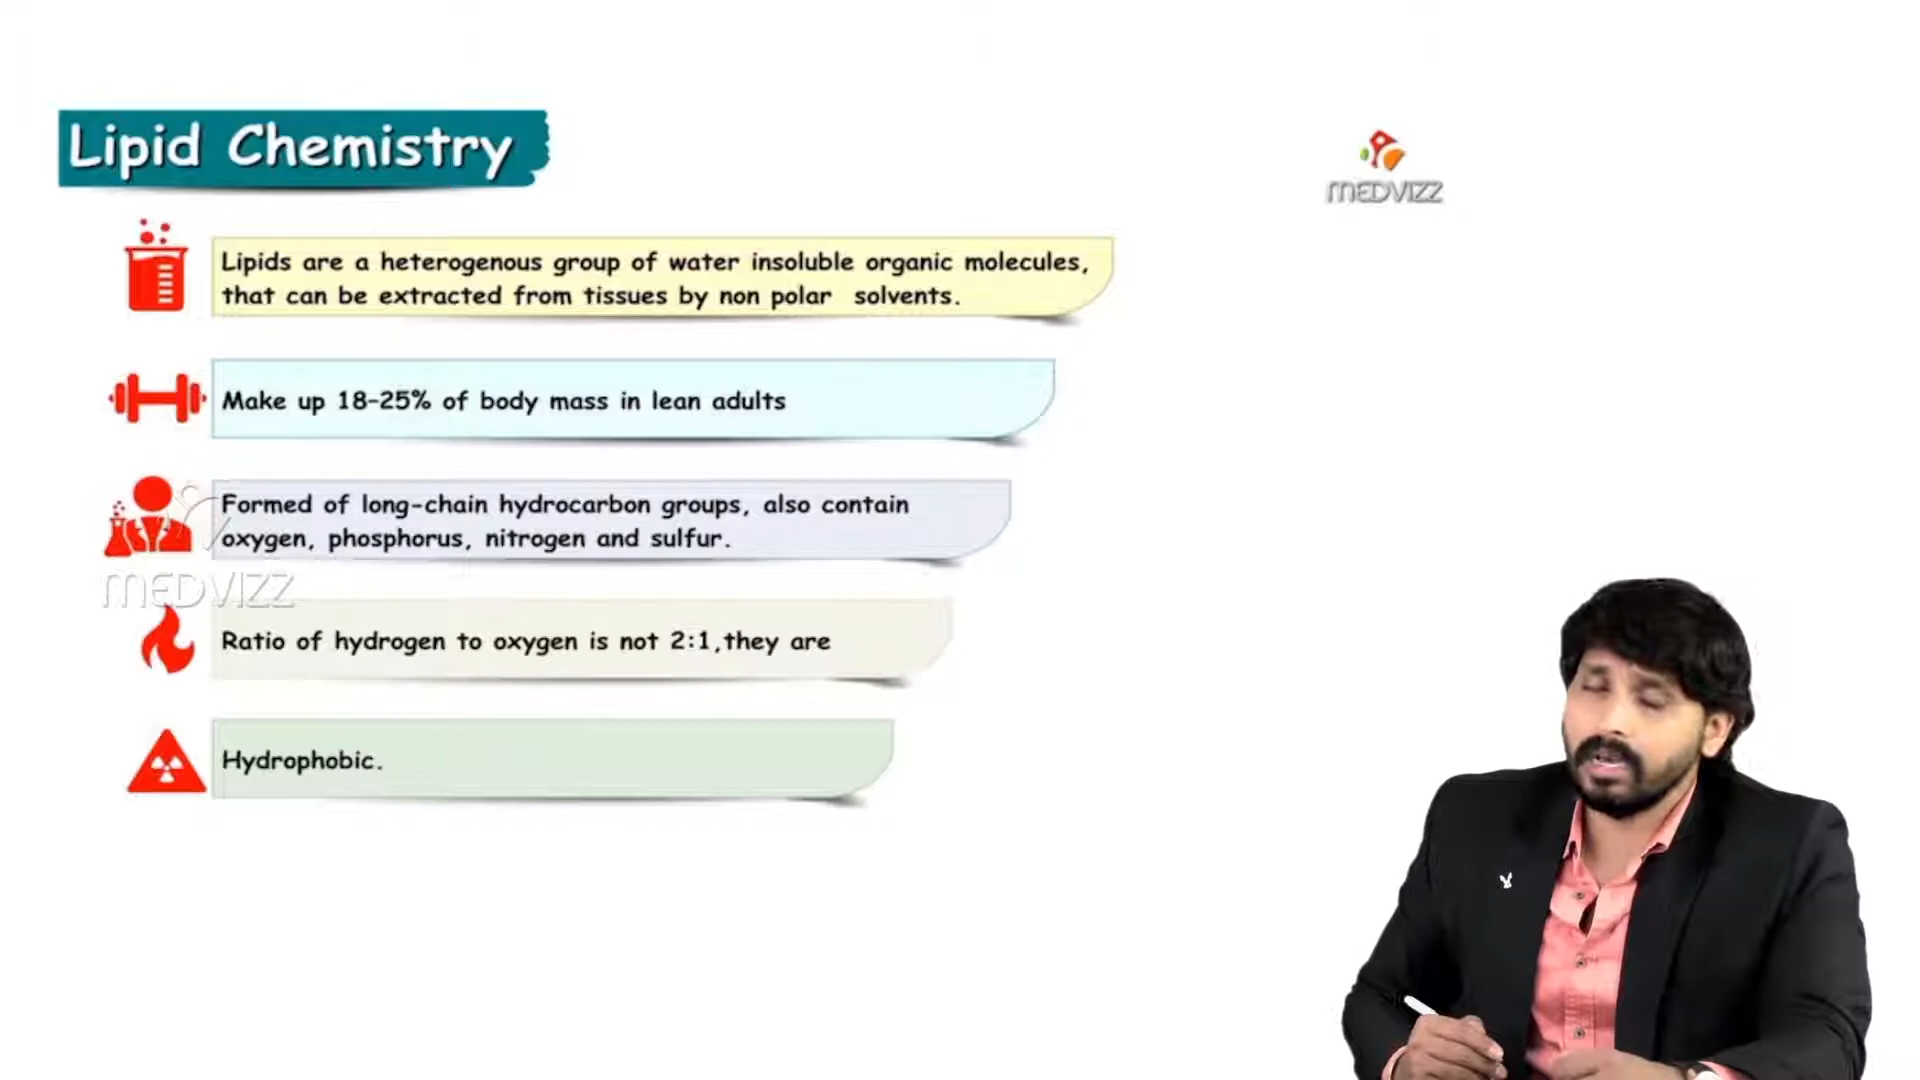 Lipid Chemistry
MEDVIZZ
Lipids are a heterogenous group of water insoluble organic molecules,
that can be extracted from tissues by non polar solvents.
Make up 18-25% of body mass in lean adults
Formed of long-chain hydrocarbon groups, also contain
oxygen, phosphorus, nitrogen and sulfur.
MEDVIZZ
Ratio of hydrogen to oxygen is not 2:1,they are
Hydrophobic.